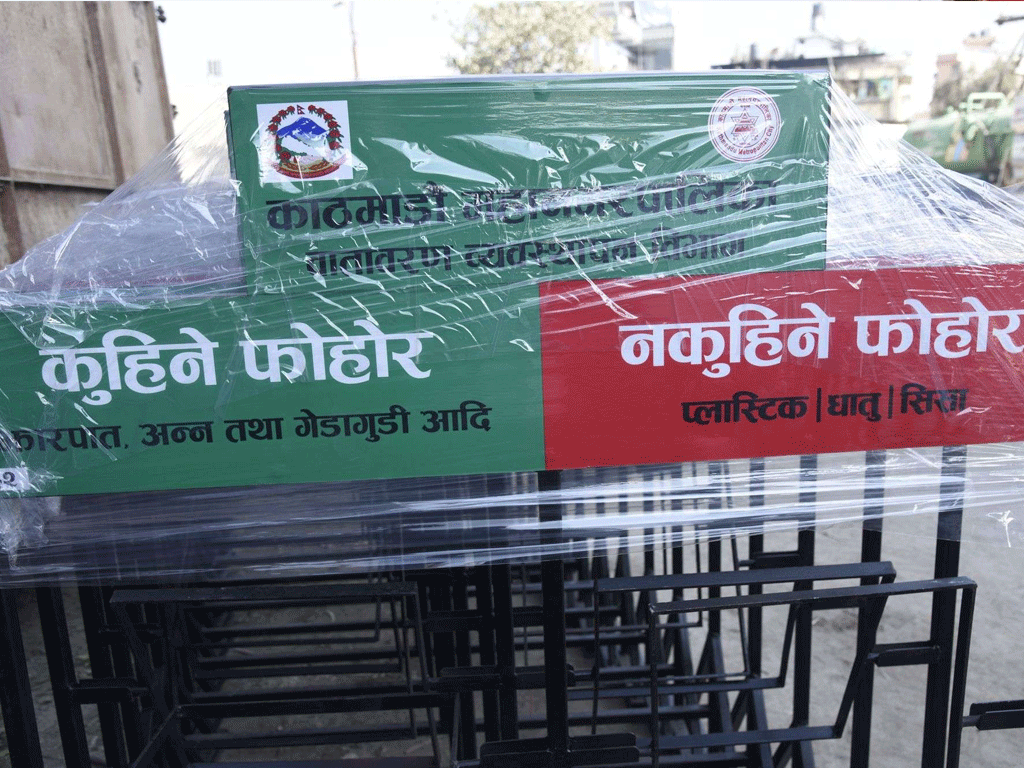 काठमाडौं महानगरपालिका
वातावरण व्यवस्थापन विभाग
कुहिने फोहोर
नकुहिने फोहोर
अन्न तथा गेडागुडी आदि
प्लास्टिक | धातु | सिसा